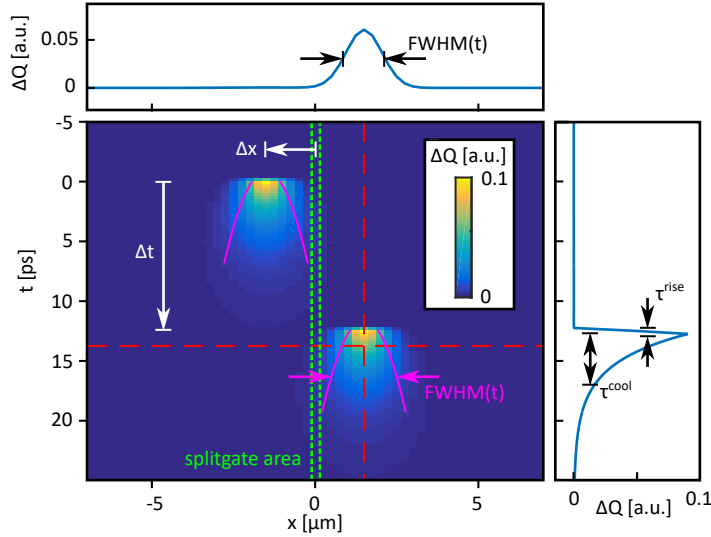 0.05
0
ΔQ [a.u.]
FWHM(t)
-5
0
5
10
15
20
t [ps]
Δx
Δt
ΔQ [a.u.]
0.1
0
FWHM(t)
splitgate area
-5
0
5
x [µm]
τrise
τcool
0
0.1
ΔQ [a.u.]